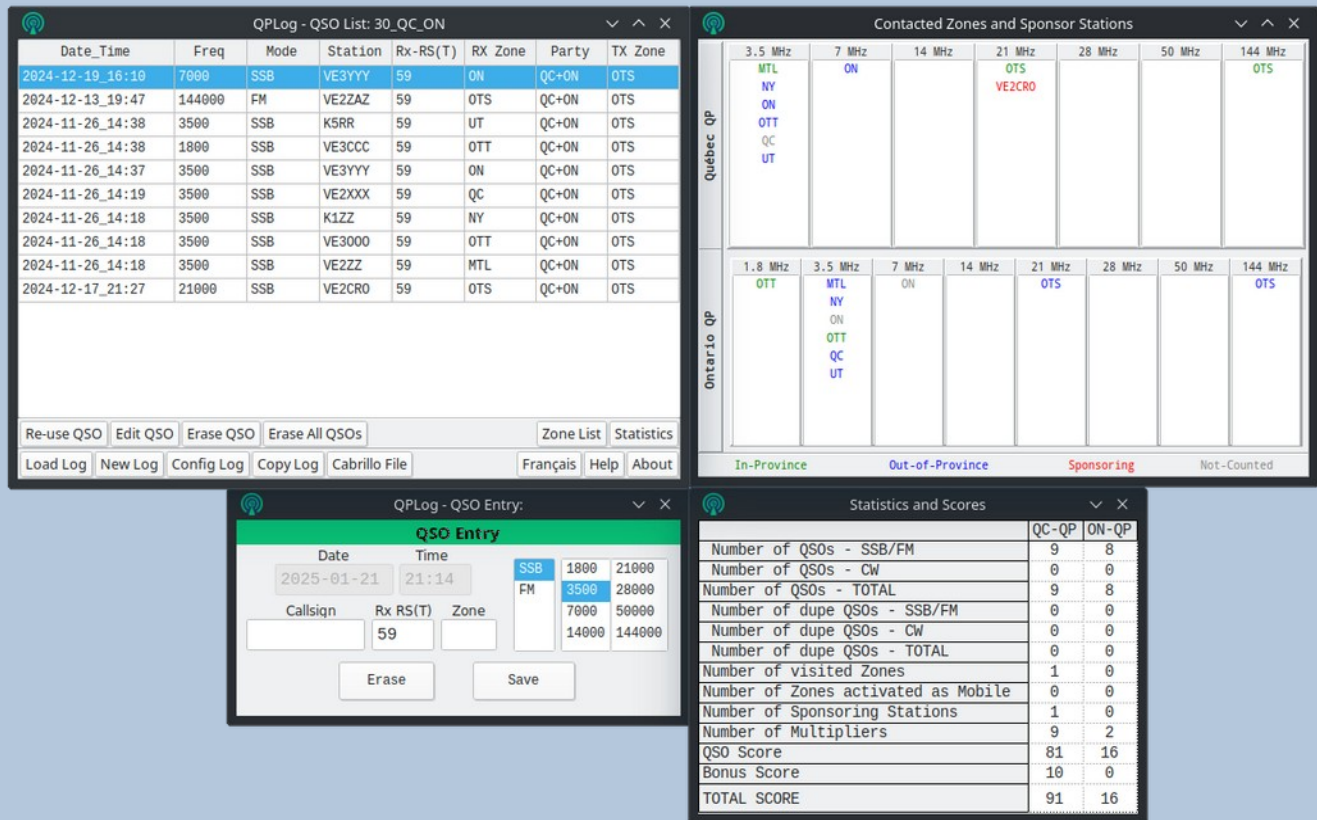 QPLog - QSO List: 30_QC_ON
Date_Time Freq Mode Station Rx-RS(T) RX Zone Party TX Zone
2024-12-19_16:10 7000 SSB VE3YYY 59 ON QC+ON OTS
2024-12-13_19:47 144000 FM VE2ZAZ 59 OTS QC+ON OTS
2024-11-26_14:38 3500 SSB K5RR 59 UT QC+ON OTS
2024-11-26_14:38 1800 SSB VE3CCC 59 OTT QC+ON OTS
2024-11-26_14:37 3500 SSB VE3YYY 59 ON QC+ON OTS
2024-11-26_14:19 3500 SSB VE2XXX 59 QC QC+ON OTS
2024-11-26_14:18 3500 SSB K1ZZ 59 NY QC+ON OTS
2024-11-26_14:18 3500 SSB VE3OOO 59 OTT QC+ON OTS
2024-11-26_14:18 3500 SSB VE2ZZ 59 MTL QC+ON OTS
2024-12-17_21:27 21000 SSB VE2CRO 59 OTS QC+ON OTS
Re-use QSO Edit QSO Erase QSO Erase All QSOs Zone List Statistics
Load Log New Log Config Log Copy Log Cabrillo File Français Help About
Contacted Zones and Sponsor Stations
Québec QP
3.5 MHz 7 MHz 14 MHz 21 MHz 28 MHz 50 MHz 144 MHz
MTL ON OTS OTS
NY VE2CRO
ON
OTT
QC
UT
Ontario QP
1.8 MHz 3.5 MHz 7 MHz 14 MHz 21 MHz 28 MHz 50 MHz 144 MHz
OTT MTL ON OTS OTS
NY
ON
OTT
QC
UT
In-Province Out-of-Province Sponsoring Not-Counted
QPLog - QSO Entry:
QSO Entry
Date Time
2025-01-21 21:14
Callsign Rx RS(T) Zone
59
SSB 1800 21000
FM 3500 28000
7000 50000
14000 144000
Erase Save
Statistics and Scores
QC-QP ON-QP
Number of QSOs - SSB/FM 9 8
Number of QSOs - CW 0 0
Number of QSOs - TOTAL 9 8
Number of dupe QSOs - SSB/FM 0 0
Number of dupe QSOs - CW 0 0
Number of dupe QSOs - TOTAL 0 0
Number of visited Zones 1 0
Number of Zones activated as Mobile 0 0
Number of Sponsoring Stations 1 0
Number of Multipliers 9 2
QSO Score 81 16
Bonus Score 10 0
TOTAL SCORE 91 16